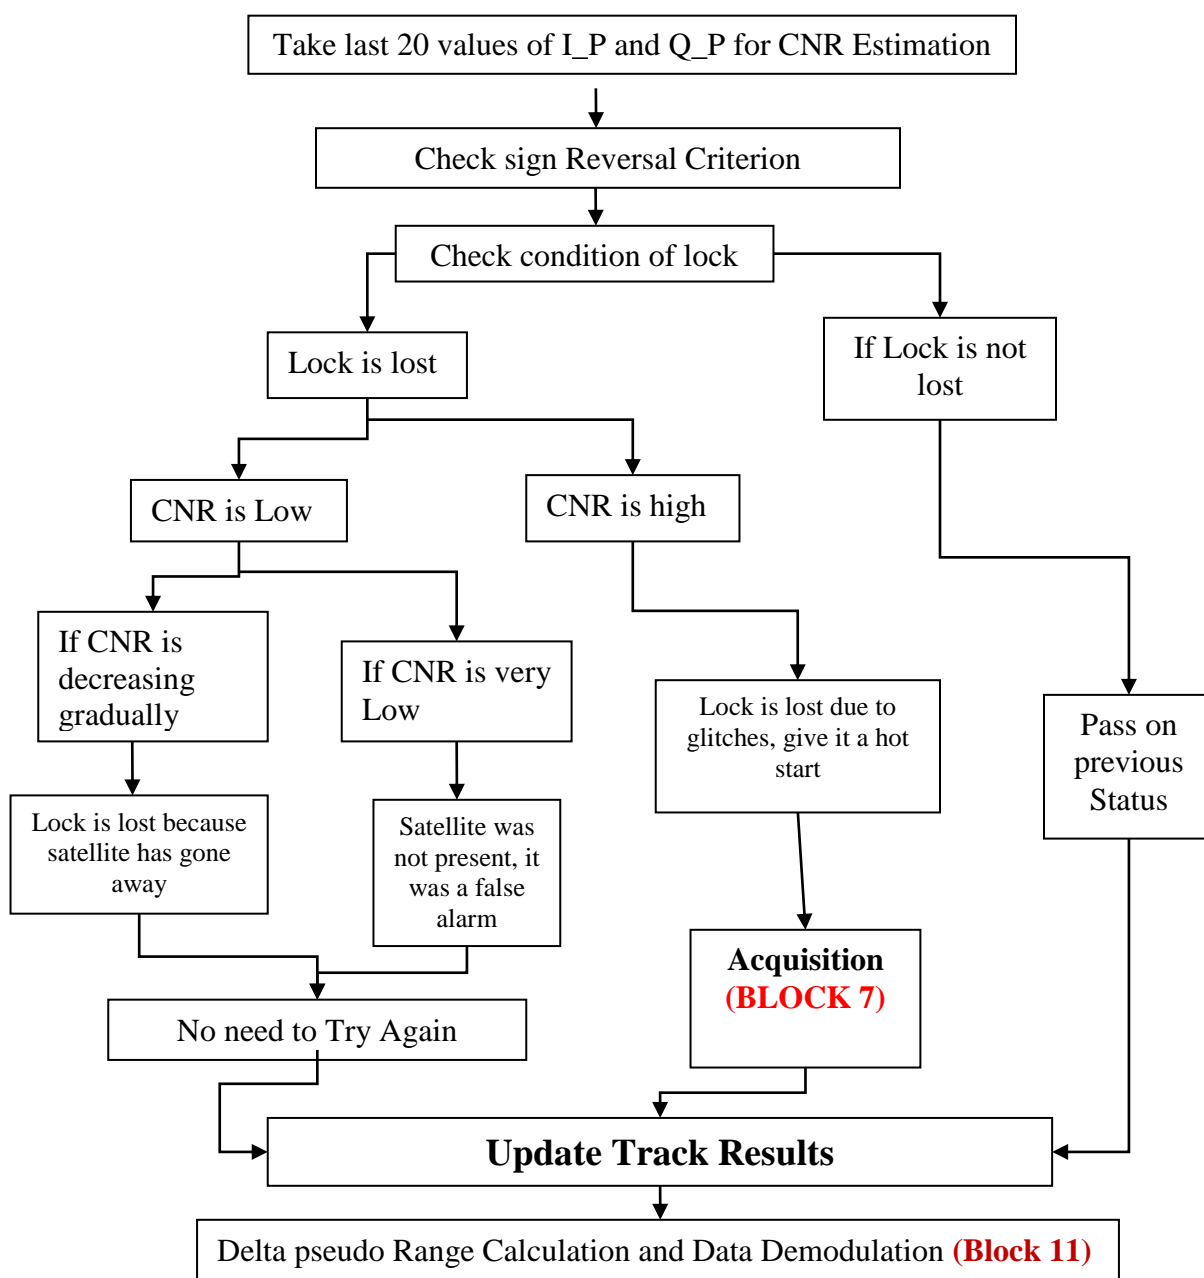 Take last 20 values of I_P and Q_P for CNR Estimation
Check sign Reversal Criterion
Check condition of lock
Lock is lost
If Lock is not
lost
CNR is Low
CNR is high
If CNR is
decreasing
gradually
If CNR is very
Low
Lock is lost due to
glitches, give it a hot
start
Pass on
previous
Status
Lock is lost because
satellite has gone
away
Satellite was
not present, it
was a false
alarm
Acquisition
(BLOCK 7)
No need to Try Again
Update Track Results
Delta pseudo Range Calculation and Data Demodulation (Block 11)